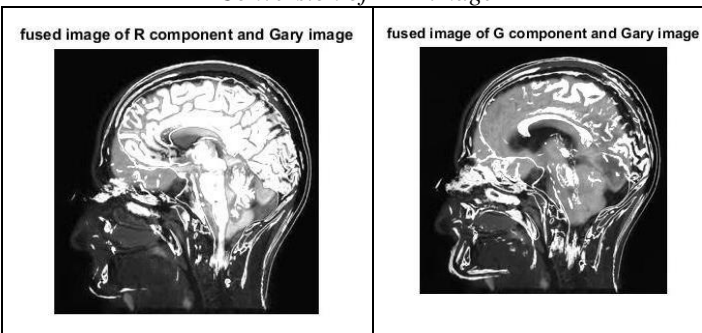 fused image of R component and Gary image
fused image of G component and Gary image